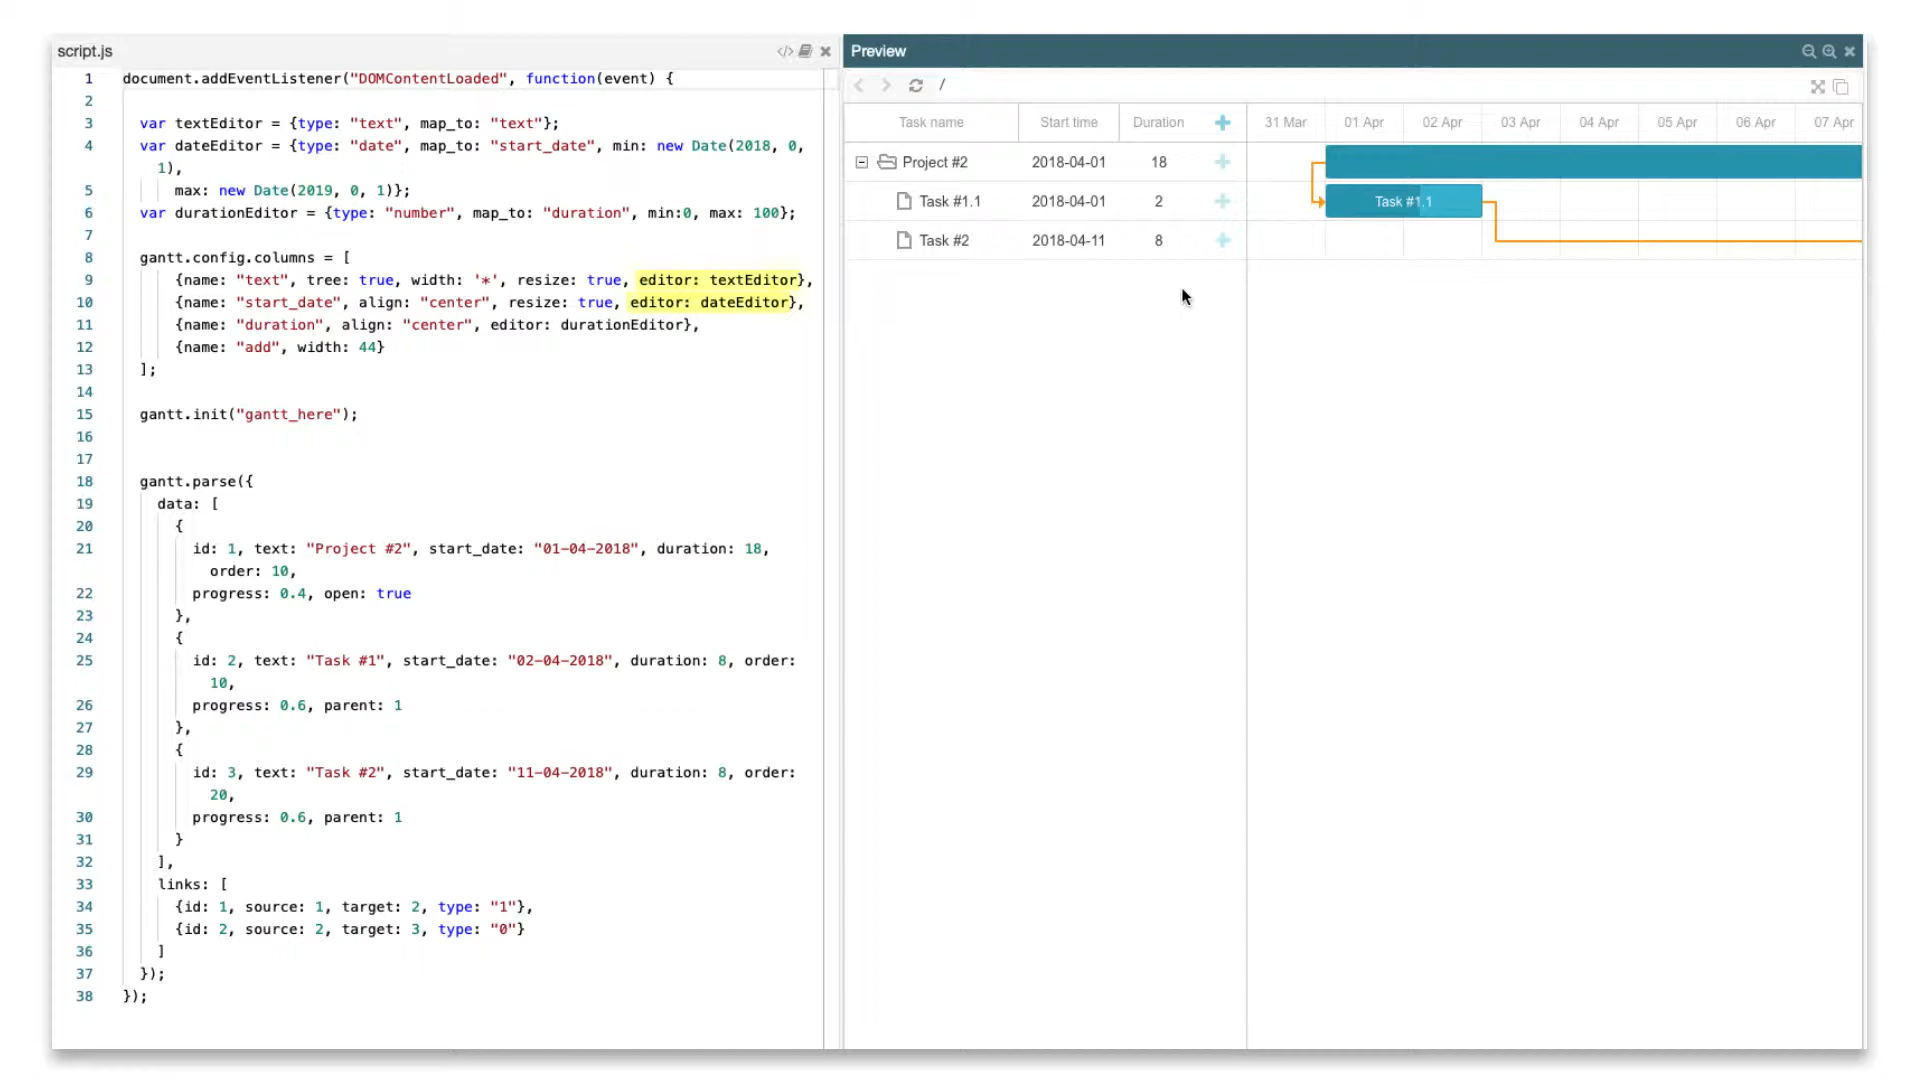 script.js
1 document.addEventListener("DOMContentLoaded", function(event) {
2
3 var textEditor = {type: "text", map_to: "text"};
4 var dateEditor = {type: "date", map_to: "start_date", min: new Date(2018, 0,
1),
5 max: new Date(2019, 0, 1)};
6 var durationEditor = {type: "number", map_to: "duration", min:0, max: 100};
7
8 gantt.config.columns = [
9 {name: "text", tree: true, width: '*', resize: true, editor: textEditor},
10 {name: "start_date", align: "center", resize: true, editor: dateEditor},
11 {name: "duration", align: "center", editor: durationEditor},
12 {name: "add", width: 44}
13 ];
14
15 gantt.init("gantt_here");
16
17
18 gantt.parse({
19 data: [
20 {
21 id: 1, text: "Project #2", start_date: "01-04-2018", duration: 18,
order: 10,
22 progress: 0.4, open: true
23 },
24 {
25 id: 2, text: "Task #1", start_date: "02-04-2018", duration: 8, order:
10,
26 progress: 0.6, parent: 1
27 },
28 {
29 id: 3, text: "Task #2", start_date: "11-04-2018", duration: 8, order:
20,
30 progress: 0.6, parent: 1
31 }
32 ],
33 links: [
34 {id: 1, source: 1, target: 2, type: "1"},
35 {id: 2, source: 2, target: 3, type: "0"}
36 ]
37 });
38 });
Preview
/
Task name Start time Duration 31 Mar 01 Apr 02 Apr 03 Apr 04 Apr 05 Apr 06 Apr 07 Apr
Project #2 2018-04-01 18
Task #1.1 2018-04-01 2 Task #1.1
Task #2 2018-04-11 8